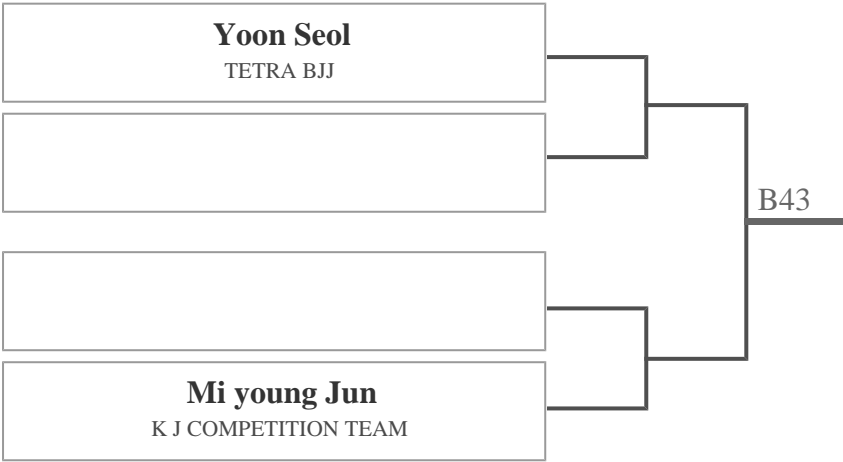 Yoon Seol
TETRA BJJ
B43
Mi young Jun
K J COMPETITION TEAM